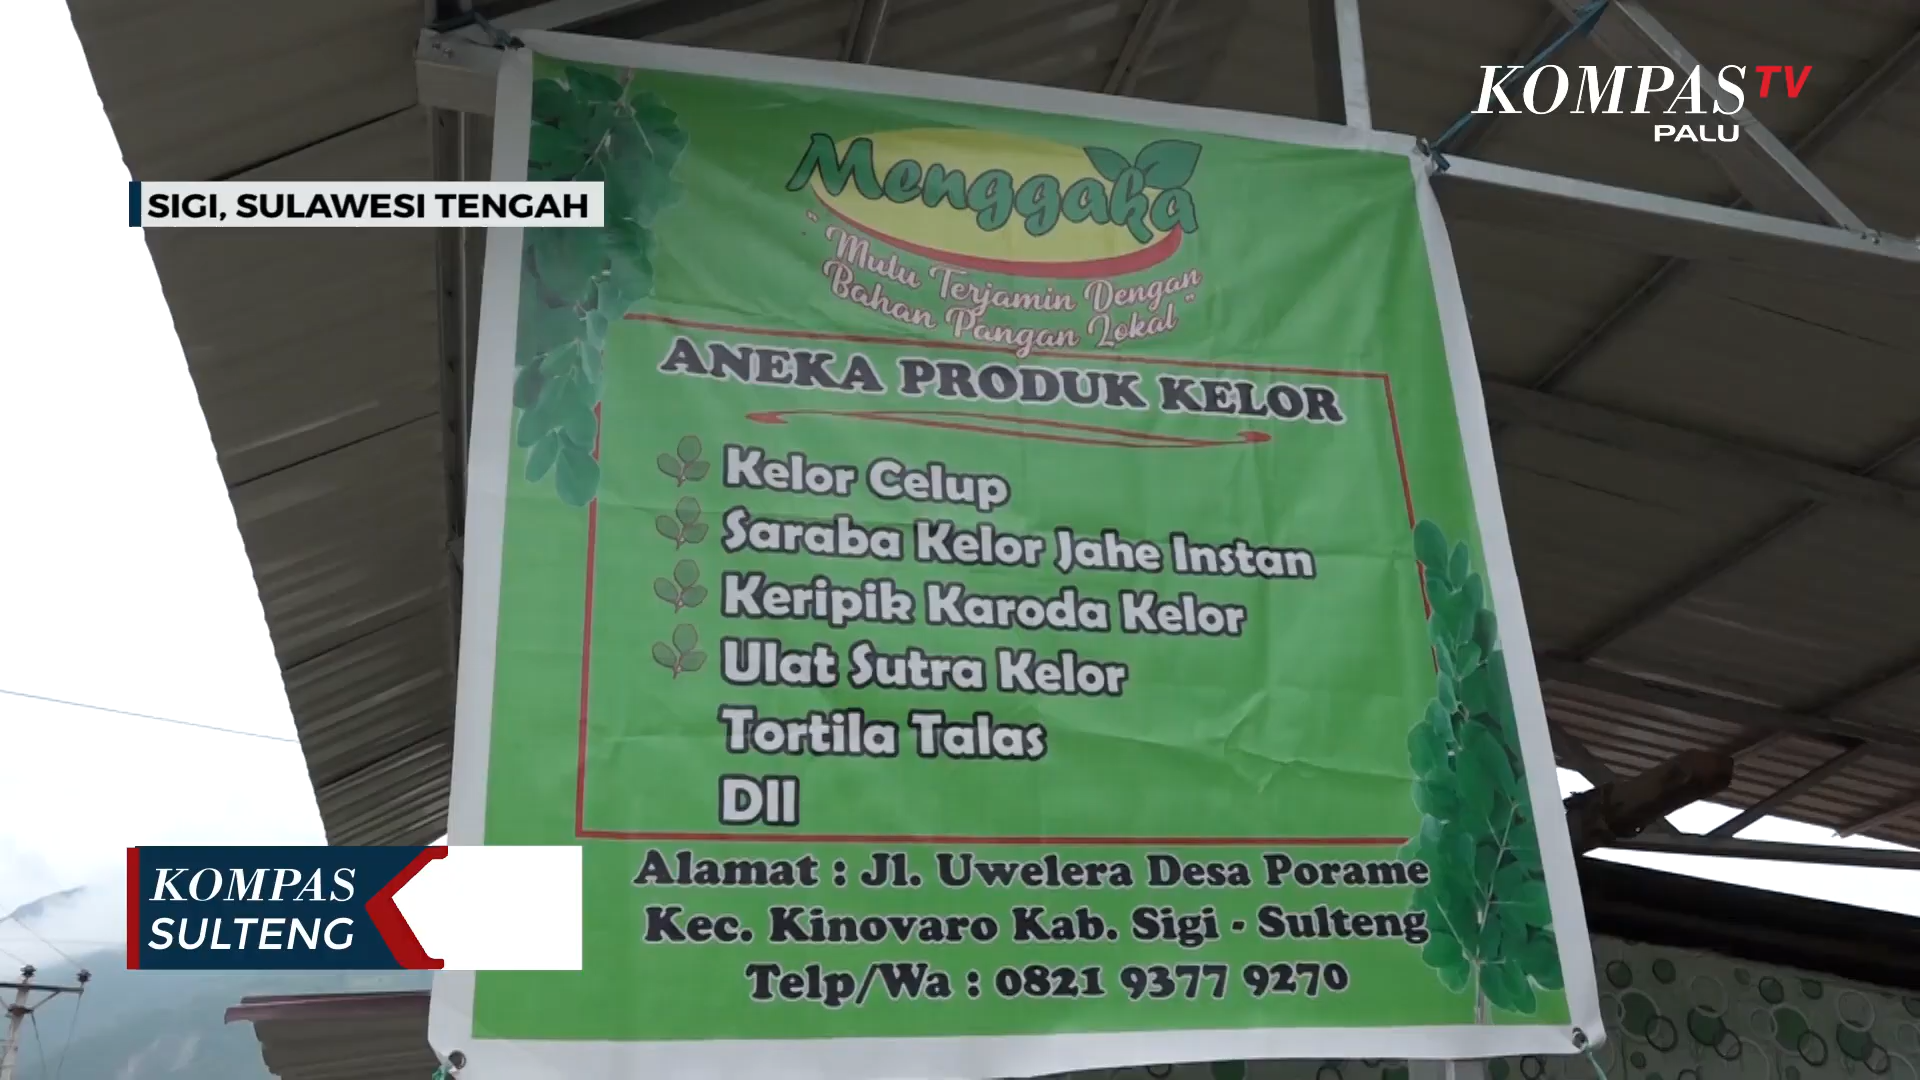 KOMPAS TV
PALU
SIGI, SULAWESI TENGAH
Menggaka
"Mutu Terjamin Dengan
Bahan Pangan Lokal"
ANEKA PRODUK KELOR
Kelor Celup
Saraba Kelor Jahe Instan
Keripik Karoda Kelor
Ulat Sutra Kelor
Tortila Talas
Dll
Alamat : Jl. Uwelera Desa Porame
Kec. Kinovaro Kab. Sigi - Sulteng
Telp/Wa : 0821 9377 9270
KOMPAS
SULTENG